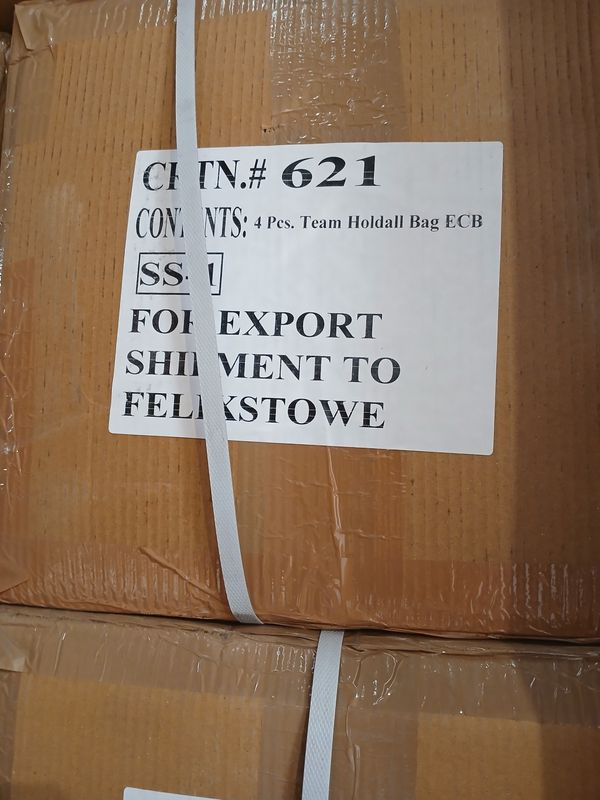 CRTN.# 621
CONTENTS: 4 Pcs. Team Holdall Bag ECB
SS-1
FOR EXPORT
SHIPMENT TO
FELIXSTOWE